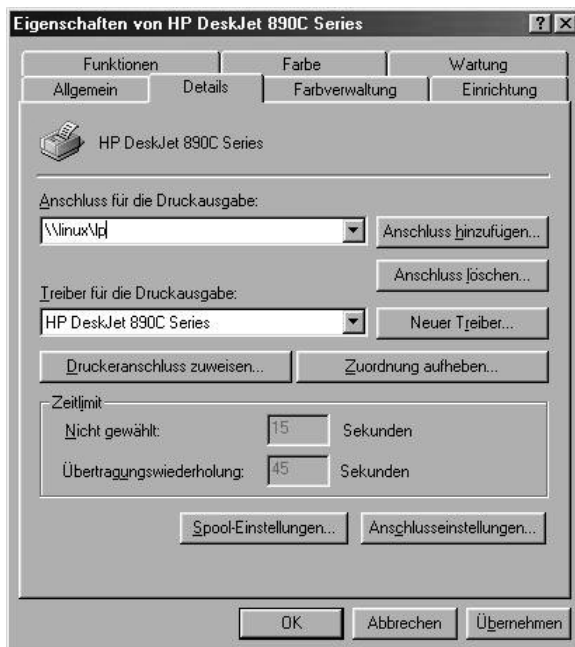 Eigenschaften von HP DeskJet 890C Series
Funktionen Farbe Wartung
Allgemein Details Farbverwaltung Einrichtung
HP DeskJet 890C Series
Anschluss für die Druckausgabe:
\\linux\lp Anschluss hinzufügen...
Anschluss löschen...
Treiber für die Druckausgabe:
HP DeskJet 890C Series Neuer Treiber...
Druckeranschluss zuweisen... Zuordnung aufheben...
Zeitlimit
Nicht gewählt: 15 Sekunden
Übertragungswiederholung: 45 Sekunden
Spool-Einstellungen... Anschlusseinstellungen...
OK Abbrechen Übernehmen